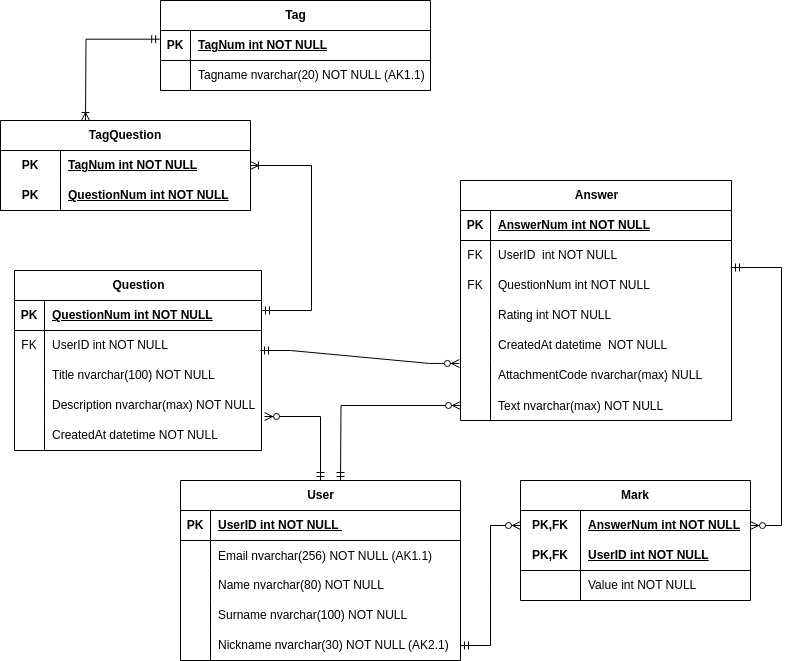 Tag
PK TagNum int NOT NULL
Tagname nvarchar(20) NOT NULL (AK1.1)
TagQuestion
PK TagNum int NOT NULL
PK QuestionNum int NOT NULL
Answer
PK AnswerNum int NOT NULL
FK UserID int NOT NULL
FK QuestionNum int NOT NULL
Rating int NOT NULL
CreatedAt datetime NOT NULL
AttachmentCode nvarchar(max) NULL
Text nvarchar(max) NOT NULL
Question
PK QuestionNum int NOT NULL
FK UserID int NOT NULL
Title nvarchar(100) NOT NULL
Description nvarchar(max) NOT NULL
CreatedAt datetime NOT NULL
User
PK UserID int NOT NULL
Email nvarchar(256) NOT NULL (AK1.1)
Name nvarchar(80) NOT NULL
Surname nvarchar(100) NOT NULL
Nickname nvarchar(30) NOT NULL (AK2.1)
Mark
PK,FK AnswerNum int NOT NULL
PK,FK UserID int NOT NULL
Value int NOT NULL